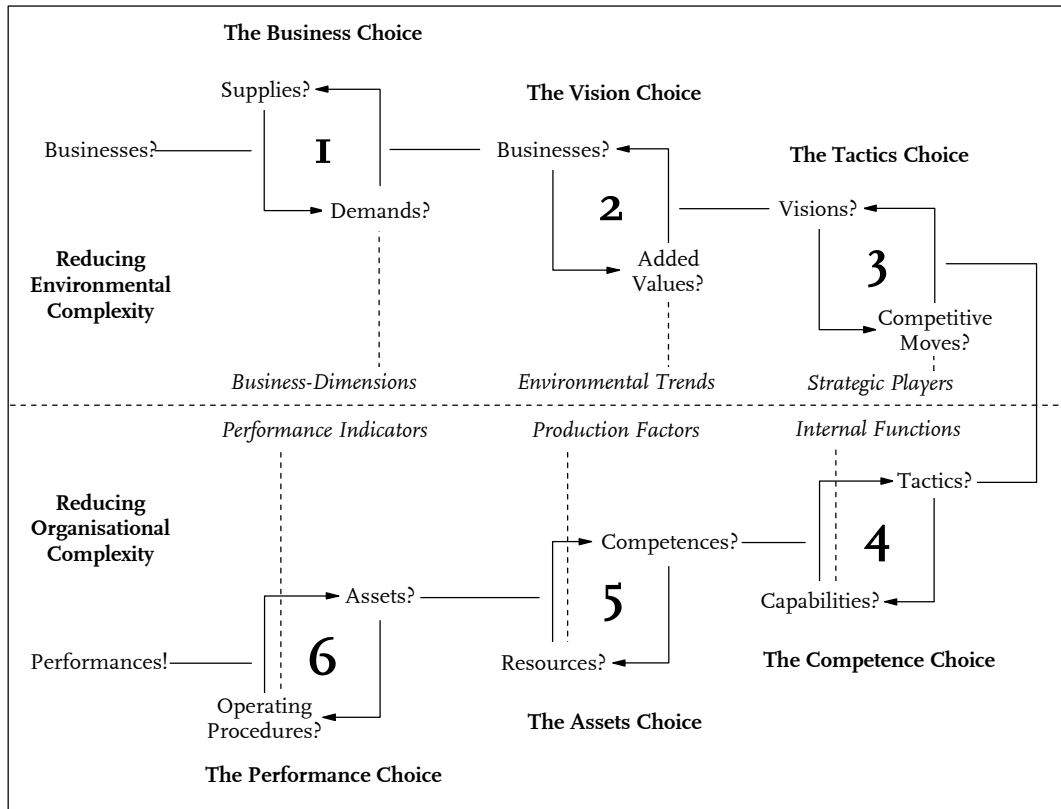 The Business Choice
Supplies?
The Vision Choice
Businesses?
1
Businesses?
The Tactics Choice
Demands?
2
Visions?
Reducing
Environmental
Complexity
Added
Values?
3
Competitive
Moves?
Business-Dimensions
Environmental Trends
Strategic Players
Performance Indicators
Production Factors
Internal Functions
Reducing
Organisational
Complexity
Tactics?
Competences?
4
Assets?
5
Capabilities?
Performances!
6
Resources?
The Competence Choice
Operating
Procedures?
The Assets Choice
The Performance Choice